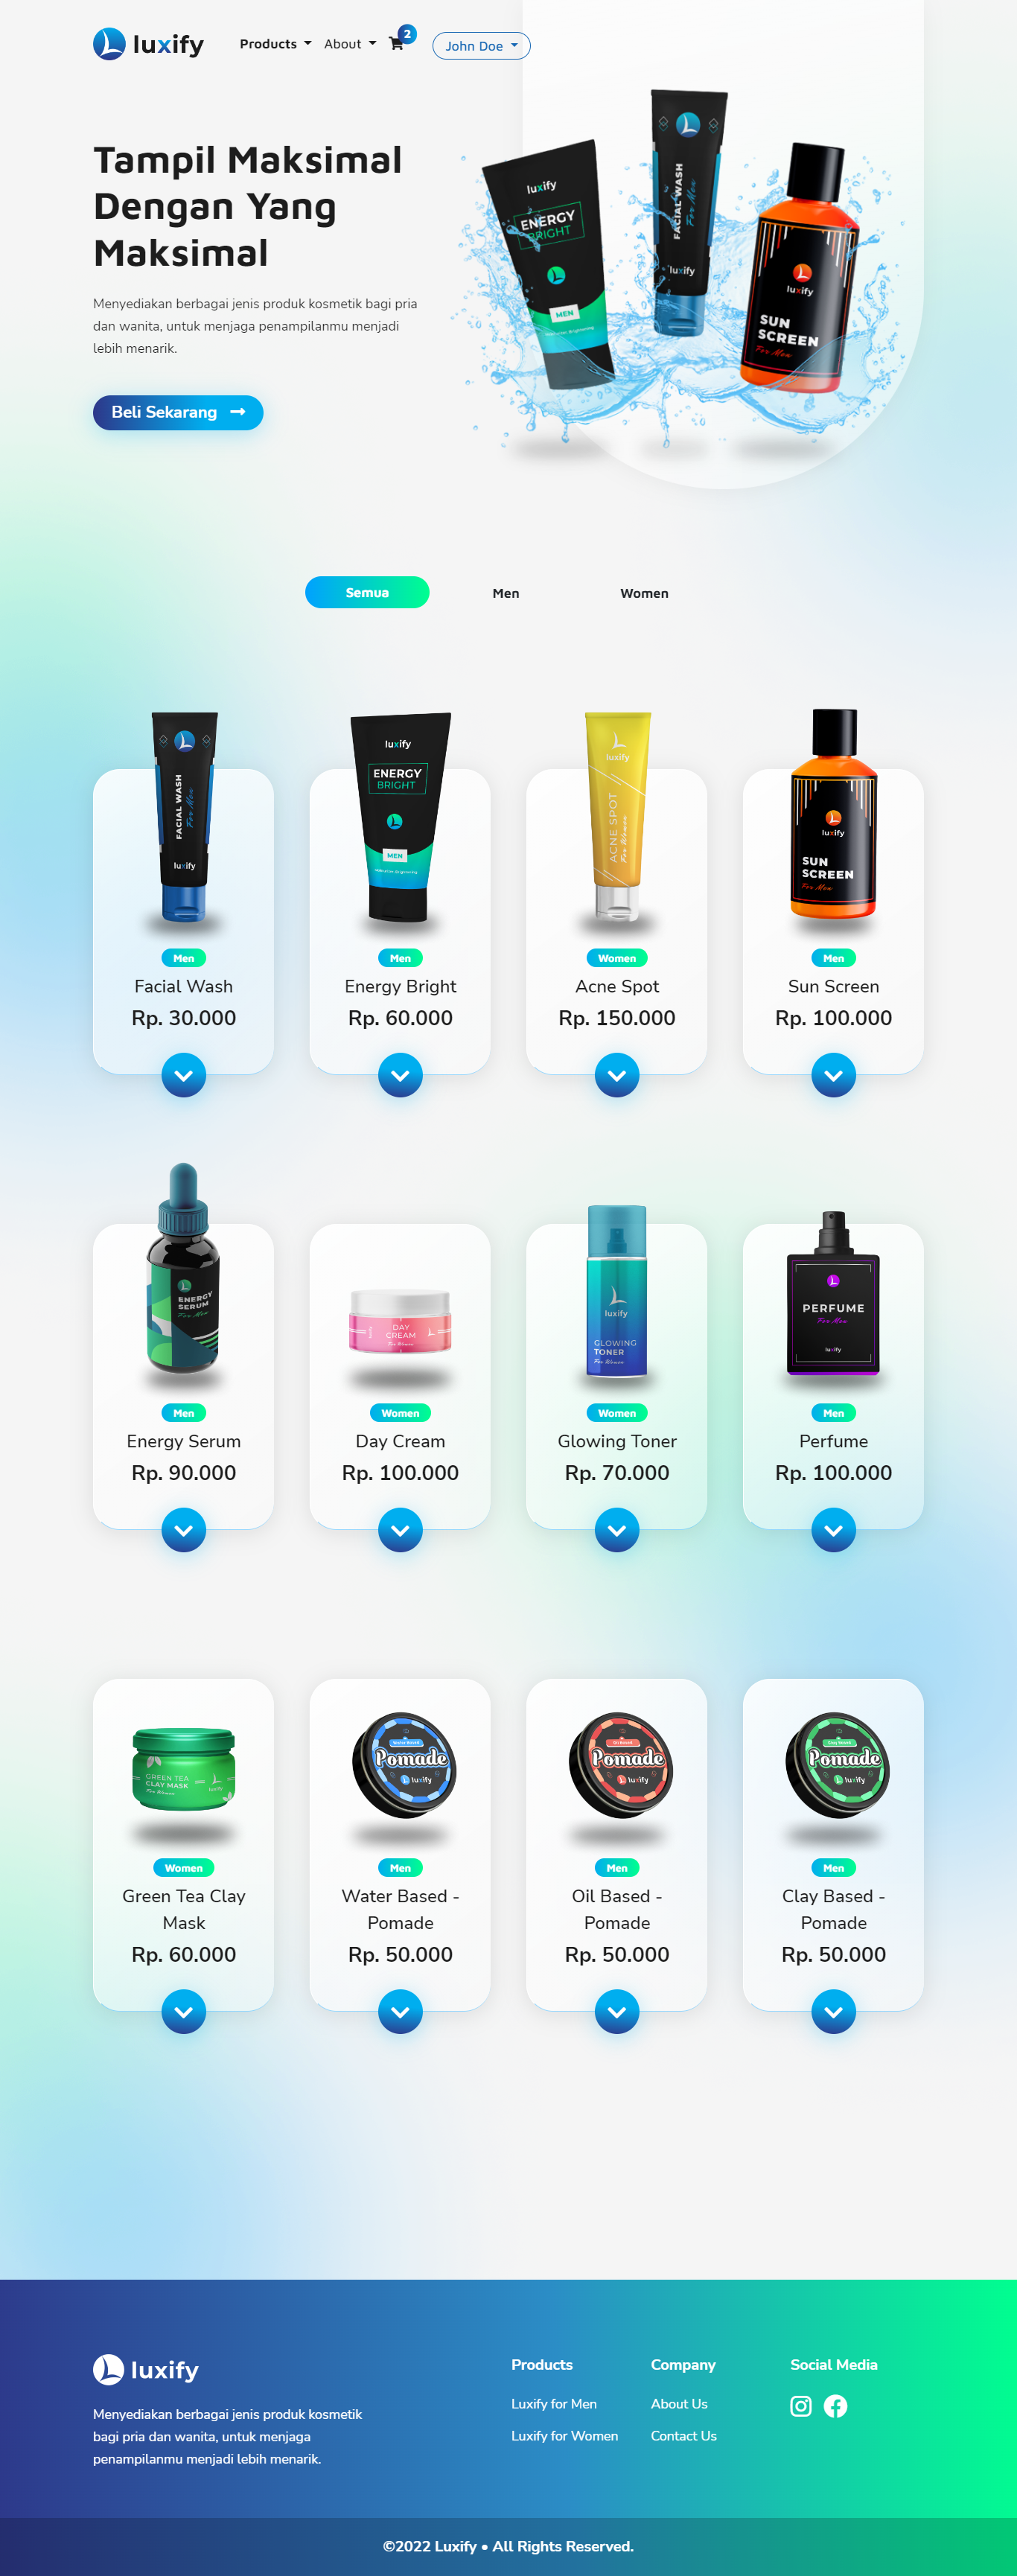 luxify
Products
About
2
John Doe
Tampil Maksimal
Dengan Yang
Maksimal
Menyediakan berbagai jenis produk kosmetik bagi pria
dan wanita, untuk menjaga penampilanmu menjadi
lebih menarik.
Beli Sekarang
luxify
ENERGY
BRIGHT
MEN
FACIAL WASH
For Men
luxify
luxify
SUN
SCREEN
For Men
Semua
Men
Women
FACIAL WASH
For Men
luxify
luxify
ENERGY
BRIGHT
MEN
luxify
ACNE SPOT
For Women
luxify
SUN
SCREEN
For Men
Men
Men
Women
Men
Facial Wash
Energy Bright
Acne Spot
Sun Screen
Rp. 30.000
Rp. 60.000
Rp. 150.000
Rp. 100.000
ENERGY
SERUM
For Men
DAY
CREAM
For Women
luxify
GLOWING
TONER
For Women
PERFUME
For Men
luxify
Men
Women
Women
Men
Energy Serum
Day Cream
Glowing Toner
Perfume
Rp. 90.000
Rp. 100.000
Rp. 70.000
Rp. 100.000
GREEN TEA
CLAY MASK
For Women
luxify
Water Based
Pomade
luxify
Oil Based
Pomade
luxify
Clay Based
Pomade
luxify
Women
Men
Men
Men
Green Tea Clay
Mask
Water Based -
Pomade
Oil Based -
Pomade
Clay Based -
Pomade
Rp. 60.000
Rp. 50.000
Rp. 50.000
Rp. 50.000
luxify
Menyediakan berbagai jenis produk kosmetik
bagi pria dan wanita, untuk menjaga
penampilanmu menjadi lebih menarik.
Products
Luxify for Men
Luxify for Women
Company
About Us
Contact Us
Social Media
©2022 Luxify • All Rights Reserved.